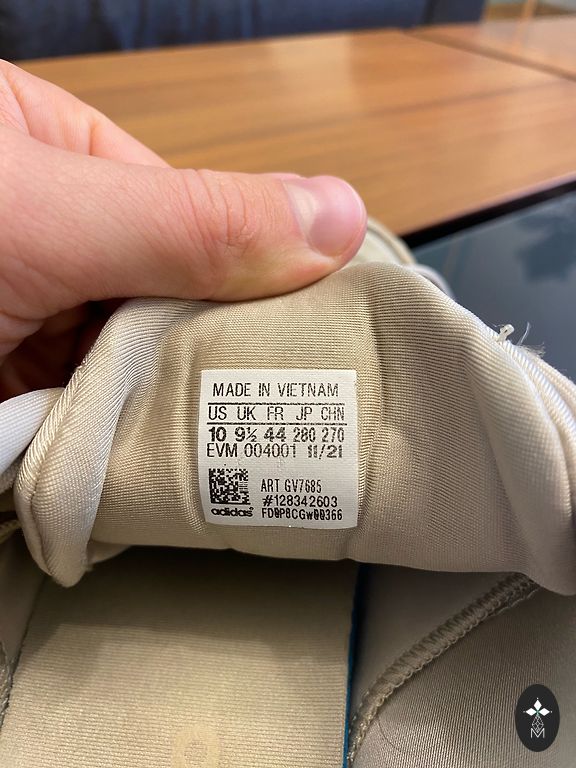 MADE IN VIETNAM
US UK FR JP CHN
10 9½ 44 280 270
EVM 004001 11/21
ART GV7685
#128342603
adidas